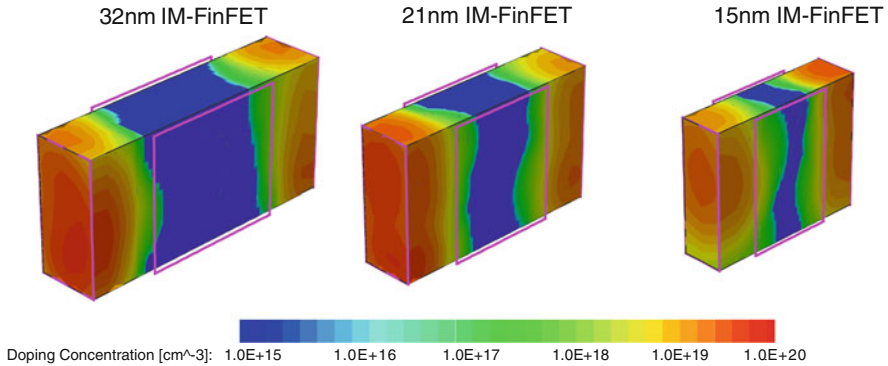 32nm IM-FinFET 21nm IM-FinFET 15nm IM-FinFET
Doping Concentration [cm^-3]: 1.0E+15 1.0E+16 1.0E+17 1.0E+18 1.0E+19 1.0E+20